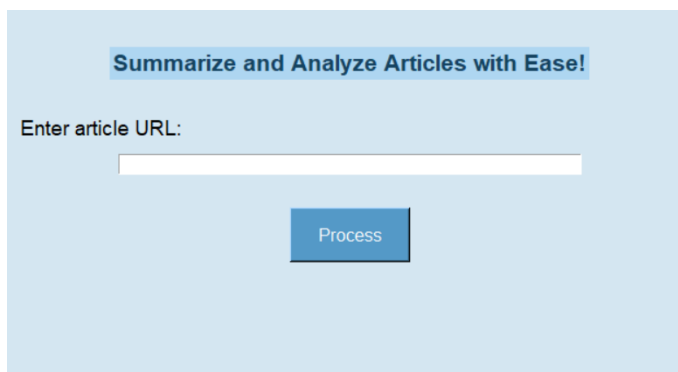 Summarize and Analyze Articles with Ease!
Enter article URL:
Process